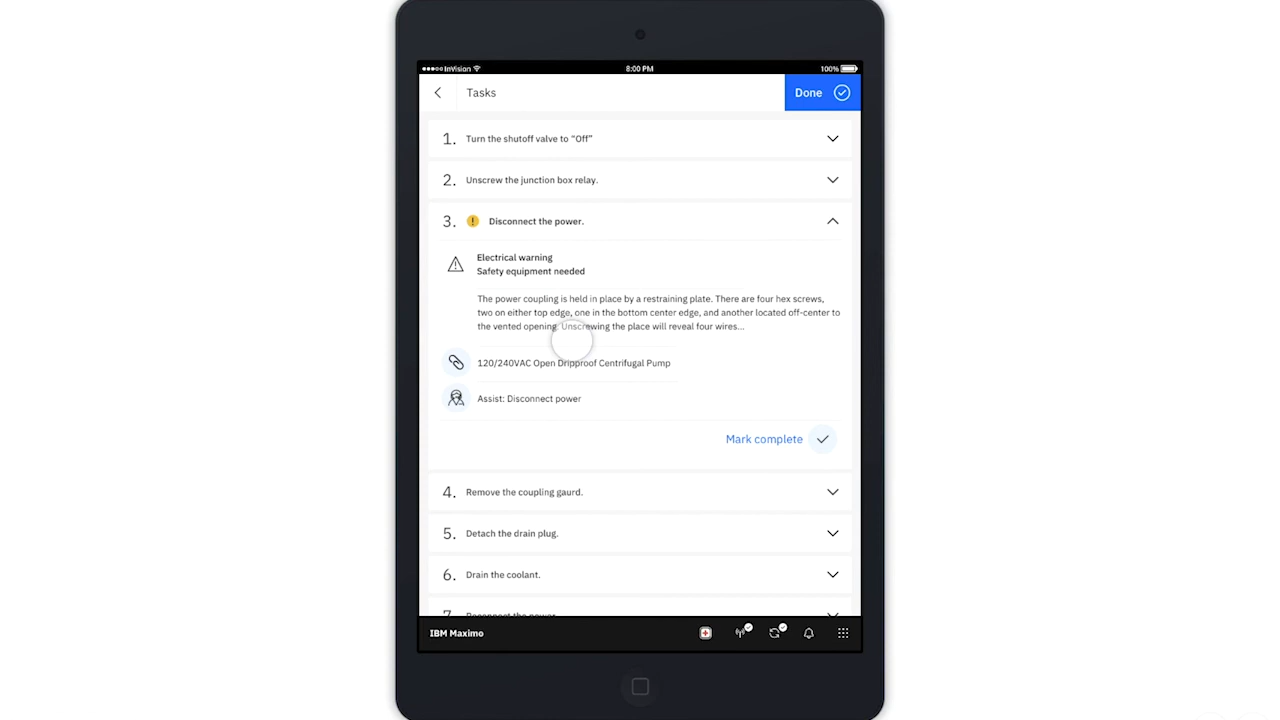 InVision
8:00 PM
100%
Tasks
Done
1. Turn the shutoff valve to “Off”
2. Unscrew the junction box relay.
3. Disconnect the power.
Electrical warning
Safety equipment needed
The power coupling is held in place by a restraining plate. There are four hex screws,
two on either top edge, one in the bottom center edge, and another located off-center to
the vented opening. Unscrewing the place will reveal four wires...
120/240VAC Open Dripproof Centrifugal Pump
Assist: Disconnect power
Mark complete
4. Remove the coupling gaurd.
5. Detach the drain plug.
6. Drain the coolant.
7. Reconnect the power.
IBM Maximo